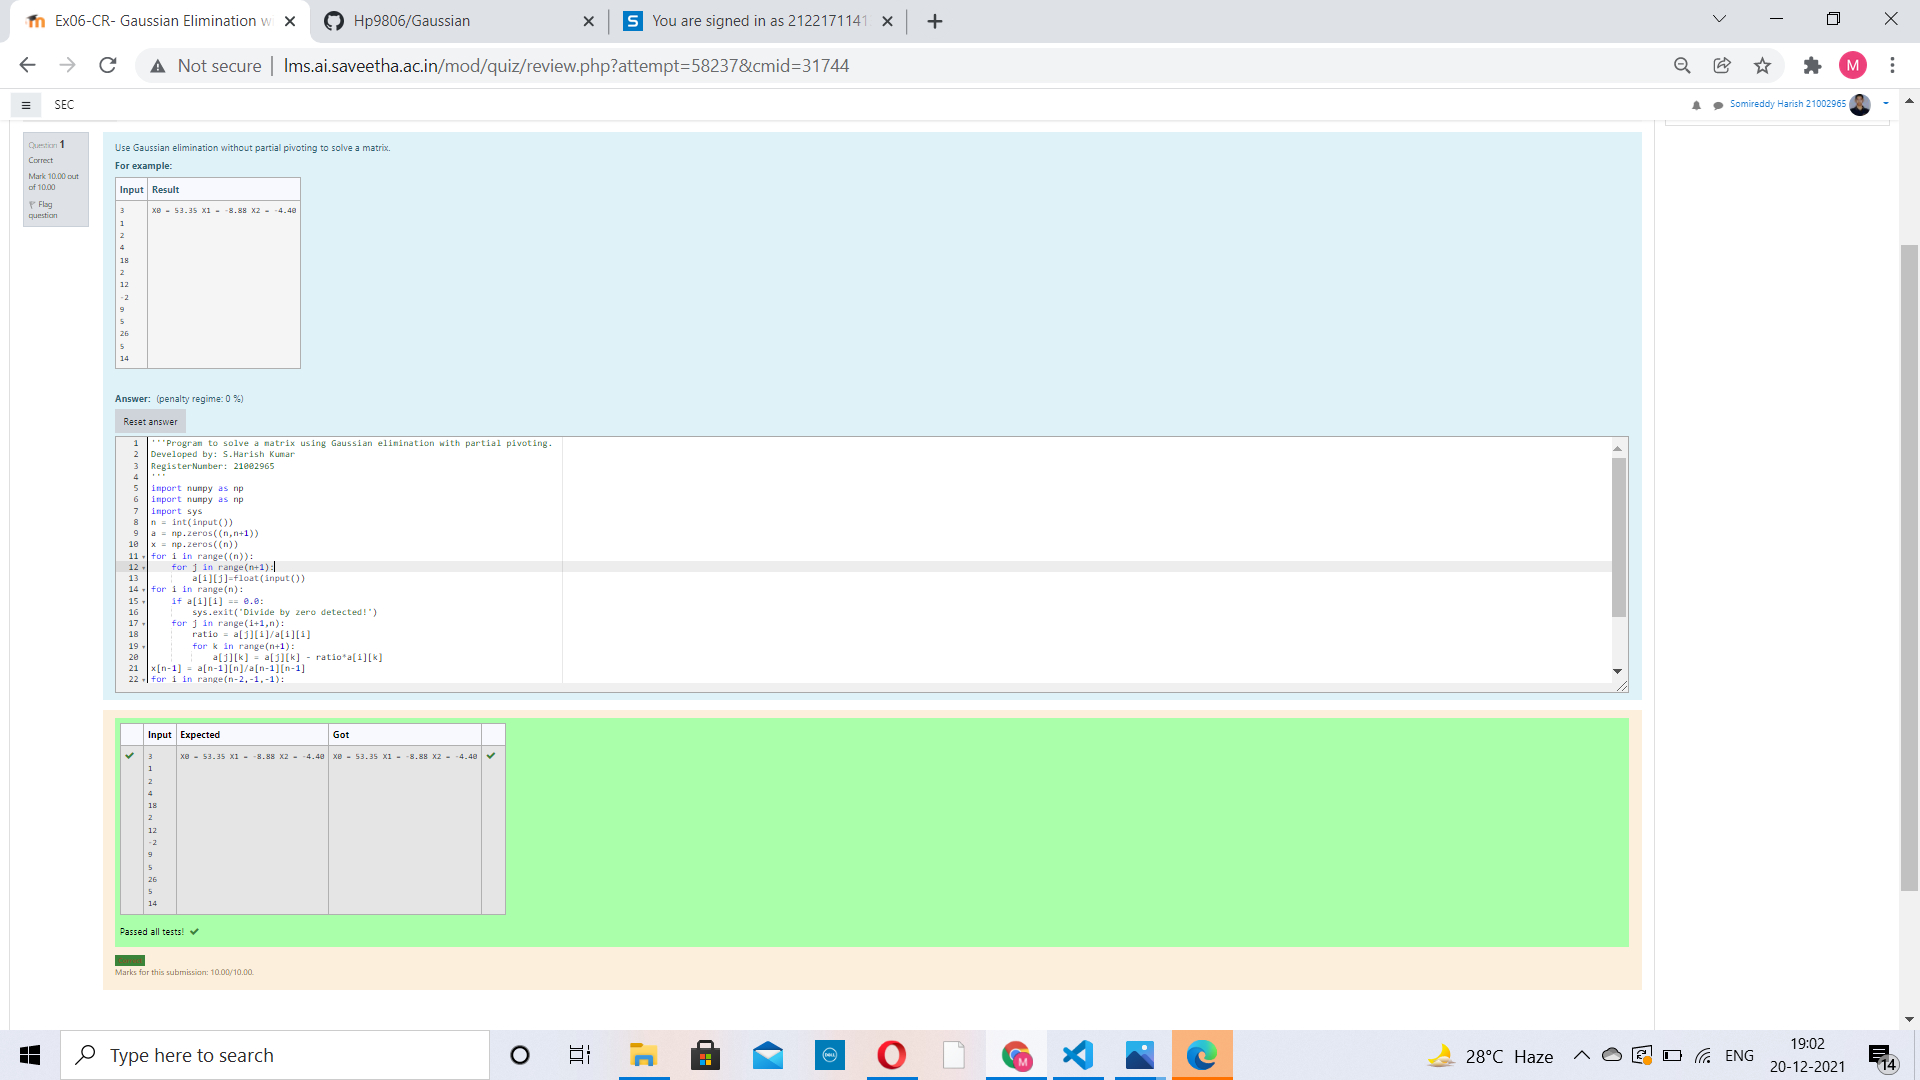 Ex06-CR- Gaussian Elimination w
Hp9806/Gaussian
You are signed in as 2122171141
Not secure
lms.ai.saveetha.ac.in/mod/quiz/review.php?attempt=58237&cmid=31744
M
SEC
Somireddy Harish 21002965
Question 1
Correct
Mark 10.00 out
of 10.00
Flag
question
Use Gaussian elimination without partial pivoting to solve a matrix.
For example:
Input Result
3 X0 = 53.35 X1 = -8.88 X2 = -4.40
1
2
4
18
2
12
-2
9
5
26
5
14
Answer: (penalty regime: 0 %)
Reset answer
1 '''Program to solve a matrix using Gaussian elimination with partial pivoting.
2 Developed by: S.Harish Kumar
3 RegisterNumber: 21002965
4 '''
5 import numpy as np
6 import numpy as np
7 import sys
8 n = int(input())
9 a = np.zeros((n,n+1))
10 x = np.zeros((n))
11 for i in range((n)):
12 for j in range(n+1):
13 a[i][j]=float(input())
14 for i in range(n):
15 if a[i][i] == 0.0:
16 sys.exit('Divide by zero detected!')
17 for j in range(i+1,n):
18 ratio = a[j][i]/a[i][i]
19 for k in range(n+1):
20 a[j][k] = a[j][k] - ratio*a[i][k]
21 x[n-1] = a[n-1][n]/a[n-1][n-1]
22 for i in range(n-2,-1,-1):
Input Expected Got
3 X0 = 53.35 X1 = -8.88 X2 = -4.40 X0 = 53.35 X1 = -8.88 X2 = -4.40
1
2
4
18
2
12
-2
9
5
26
5
14
Passed all tests!
Marks for this submission: 10.00/10.00.
Type here to search
28°C Haze
ENG
19:02
20-12-2021
14